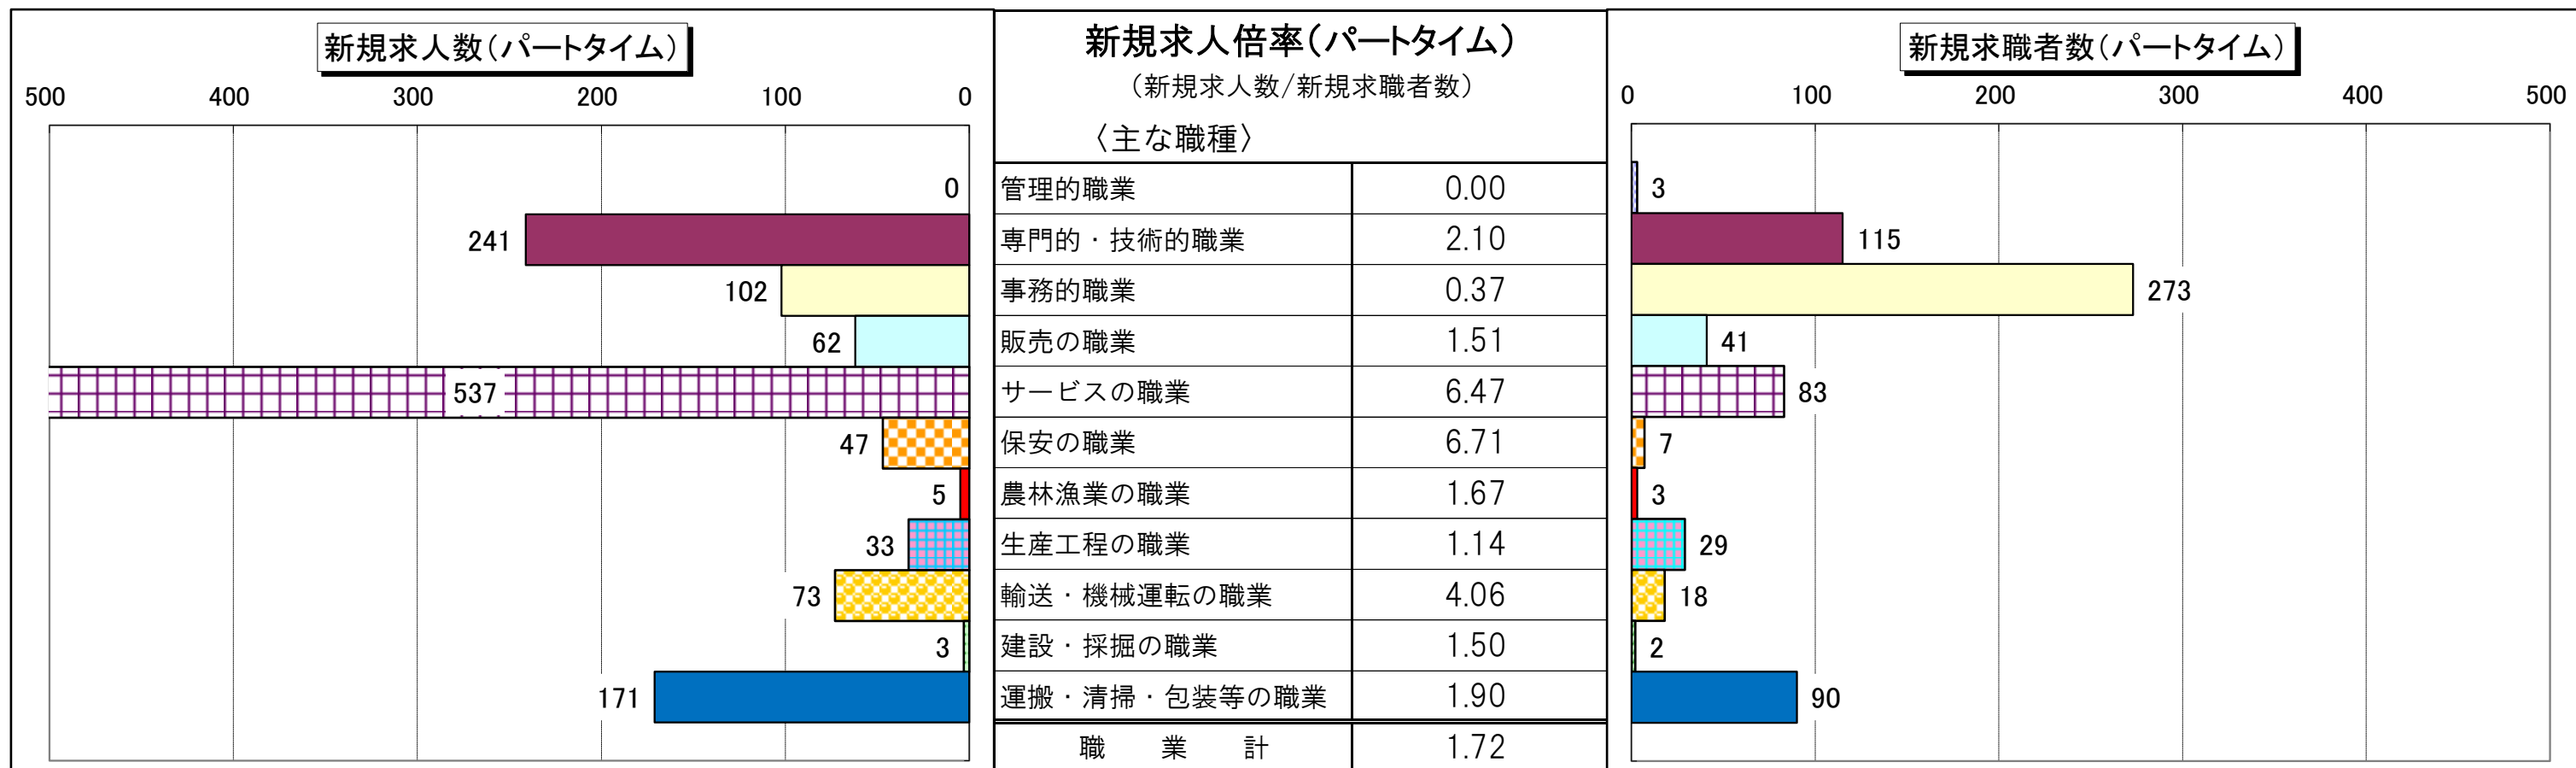 新規求人数(パートタイム)
500 400 300 200 100 0
新規求人倍率(パートタイム)
(新規求人数/新規求職者数)
〈主な職種〉
新規求職者数(パートタイム)
0 100 200 300 400 500
0 管理的職業 0.00 3
241 専門的・技術的職業 2.10 115
102 事務的職業 0.37 273
62 販売の職業 1.51 41
537 サービスの職業 6.47 83
47 保安の職業 6.71 7
5 農林漁業の職業 1.67 3
33 生産工程の職業 1.14 29
73 輸送・機械運転の職業 4.06 18
3 建設・採掘の職業 1.50 2
171 運搬・清掃・包装等の職業 1.90 90
職 業 計 1.72